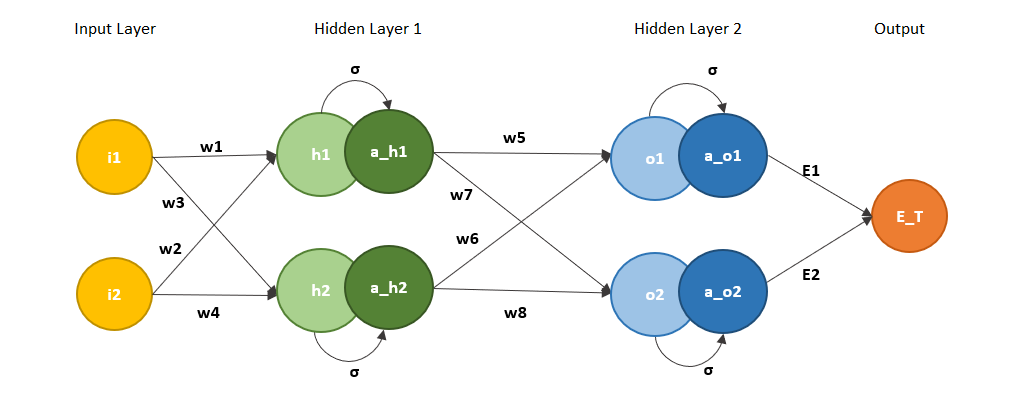 Input Layer
Hidden Layer 1
Hidden Layer 2
Output
σ
σ
i1
w1
h1
a_h1
w5
o1
a_o1
E1
w3
w7
E_T
w2
w6
i2
w4
h2
a_h2
w8
o2
a_o2
E2
σ
σ